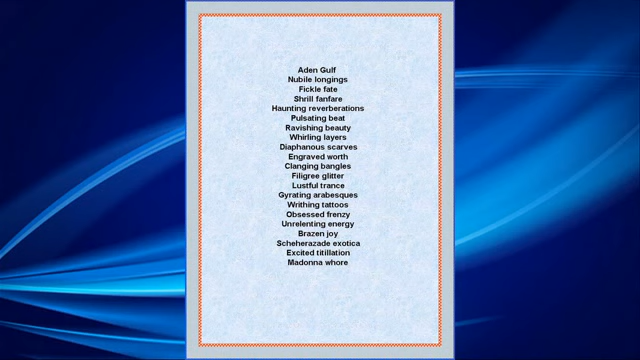 Aden Gulf
Nubile longings
Fickle fate
Shrill fanfare
Haunting reverberations
Pulsating beat
Ravishing beauty
Whirling layers
Diaphanous scarves
Engraved worth
Clanging bangles
Filigree glitter
Lustful trance
Gyrating arabesques
Writhing tattoos
Obsessed frenzy
Unrelenting energy
Brazen joy
Scheherazade exotica
Excited titillation
Madonna whore